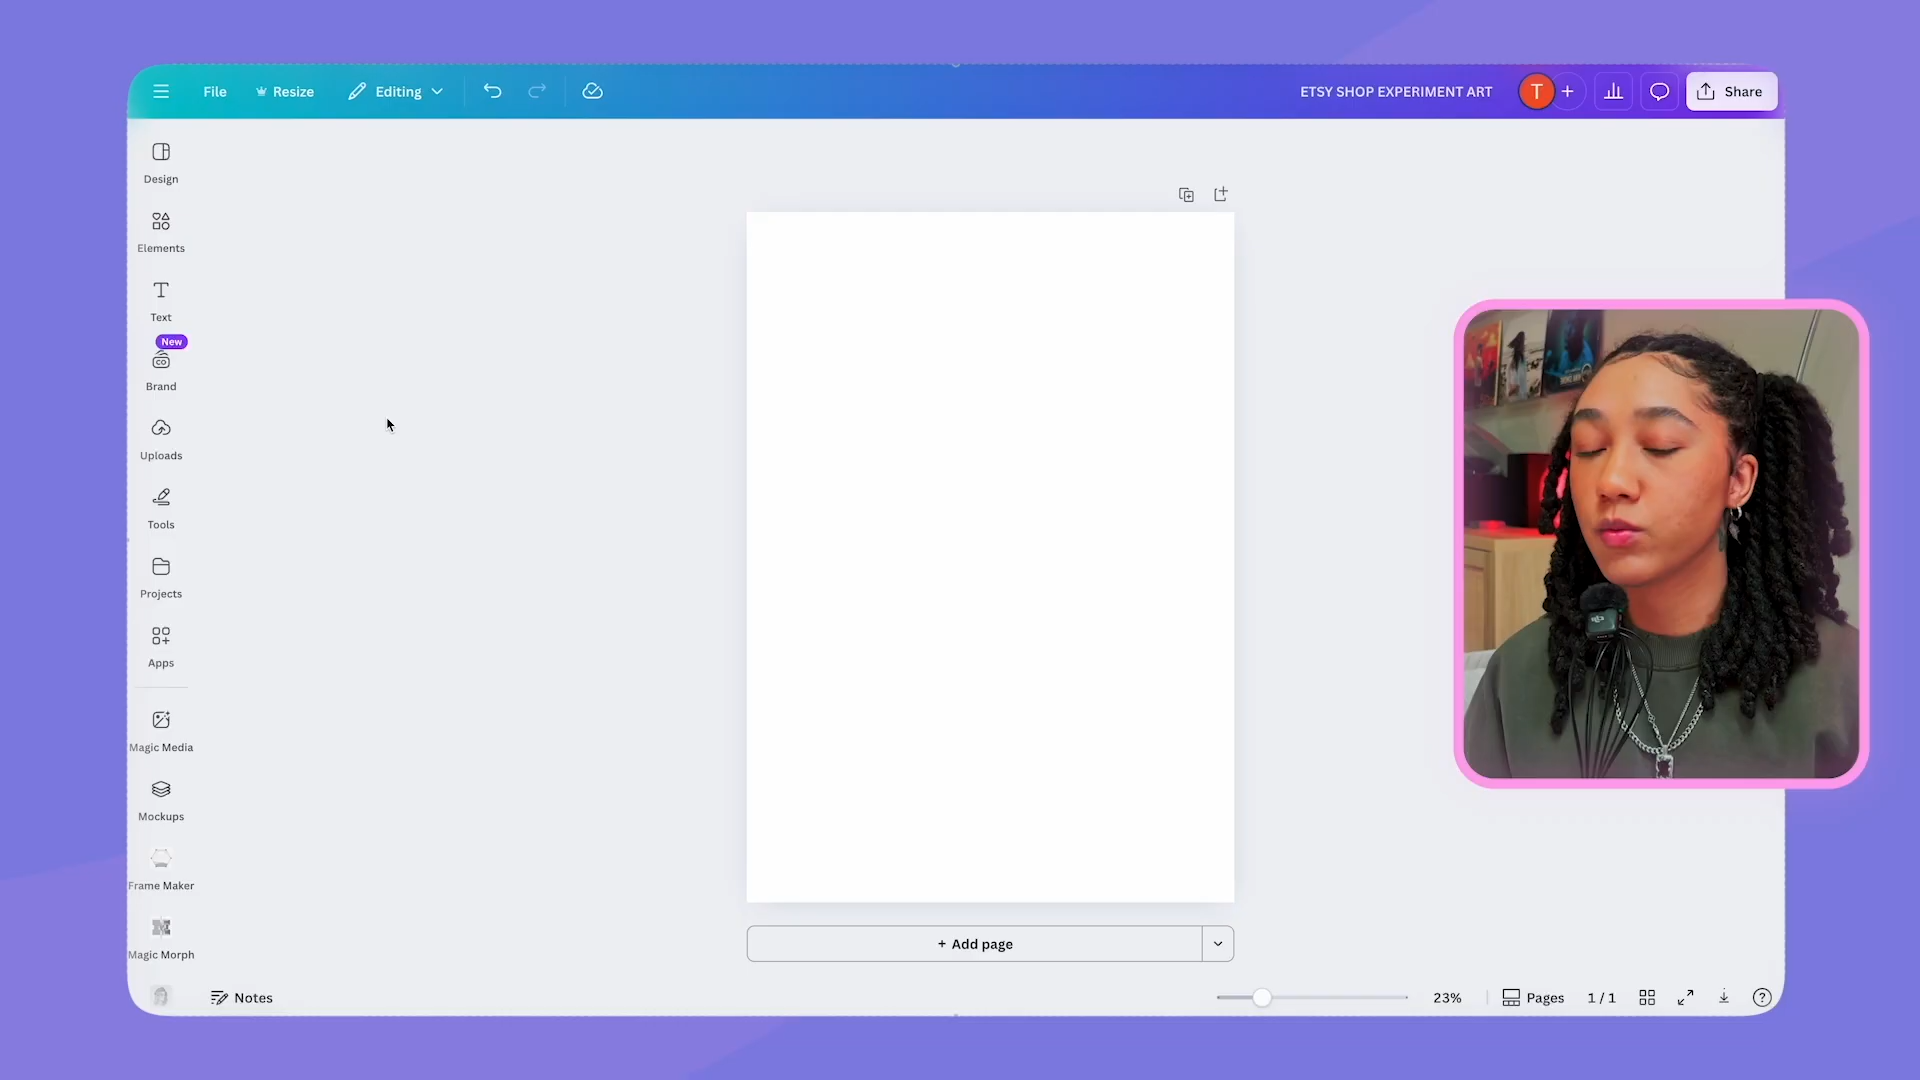 File
Resize
Editing
ETSY SHOP EXPERIMENT ART
T
Share
Design
Elements
Text
New
CO
Brand
Uploads
Tools
Projects
Apps
Magic Media
Mockups
Frame Maker
Magic Morph
+ Add page
Notes
23%
Pages
1 / 1
?